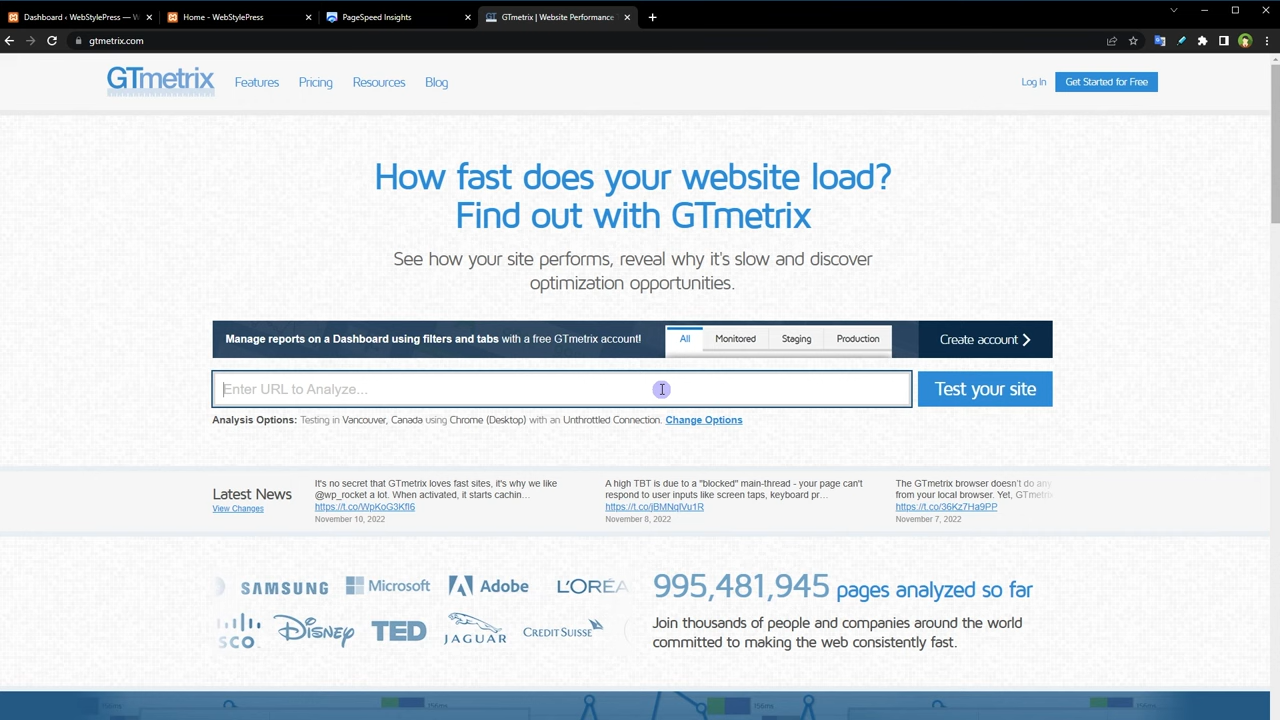 Dashboard ‹ WebStylePress — W
Home - WebStylePress
PageSpeed Insights
GTmetrix | Website Performance
gtmetrix.com
GTmetrix
Features
Pricing
Resources
Blog
Log In
Get Started for Free
How fast does your website load?
Find out with GTmetrix
See how your site performs, reveal why it's slow and discover
optimization opportunities.
Manage reports on a Dashboard using filters and tabs with a free GTmetrix account!
All
Monitored
Staging
Production
Create account
Enter URL to Analyze...
Test your site
Analysis Options: Testing in Vancouver, Canada using Chrome (Desktop) with an Unthrottled Connection. Change Options
Latest News
View Changes
It's no secret that GTmetrix loves fast sites, it's why we like
@wp_rocket a lot. When activated, it starts cachin...
https://t.co/WpKoG3Kfl6
November 10, 2022
A high TBT is due to a "blocked" main-thread - your page can't
respond to user inputs like screen taps, keyboard pr...
https://t.co/jBMNqIVu1R
November 8, 2022
The GTmetrix browser doesn't do any
from your local browser. Yet, GTmetrix
https://t.co/36Kz7Ha9PP
November 7, 2022
SAMSUNG
Microsoft
Adobe
L'ORÉA
SCO
DISNEY
TED
JAGUAR
CREDIT SUISSE
995,481,945 pages analyzed so far
Join thousands of people and companies around the world
committed to making the web consistently fast.